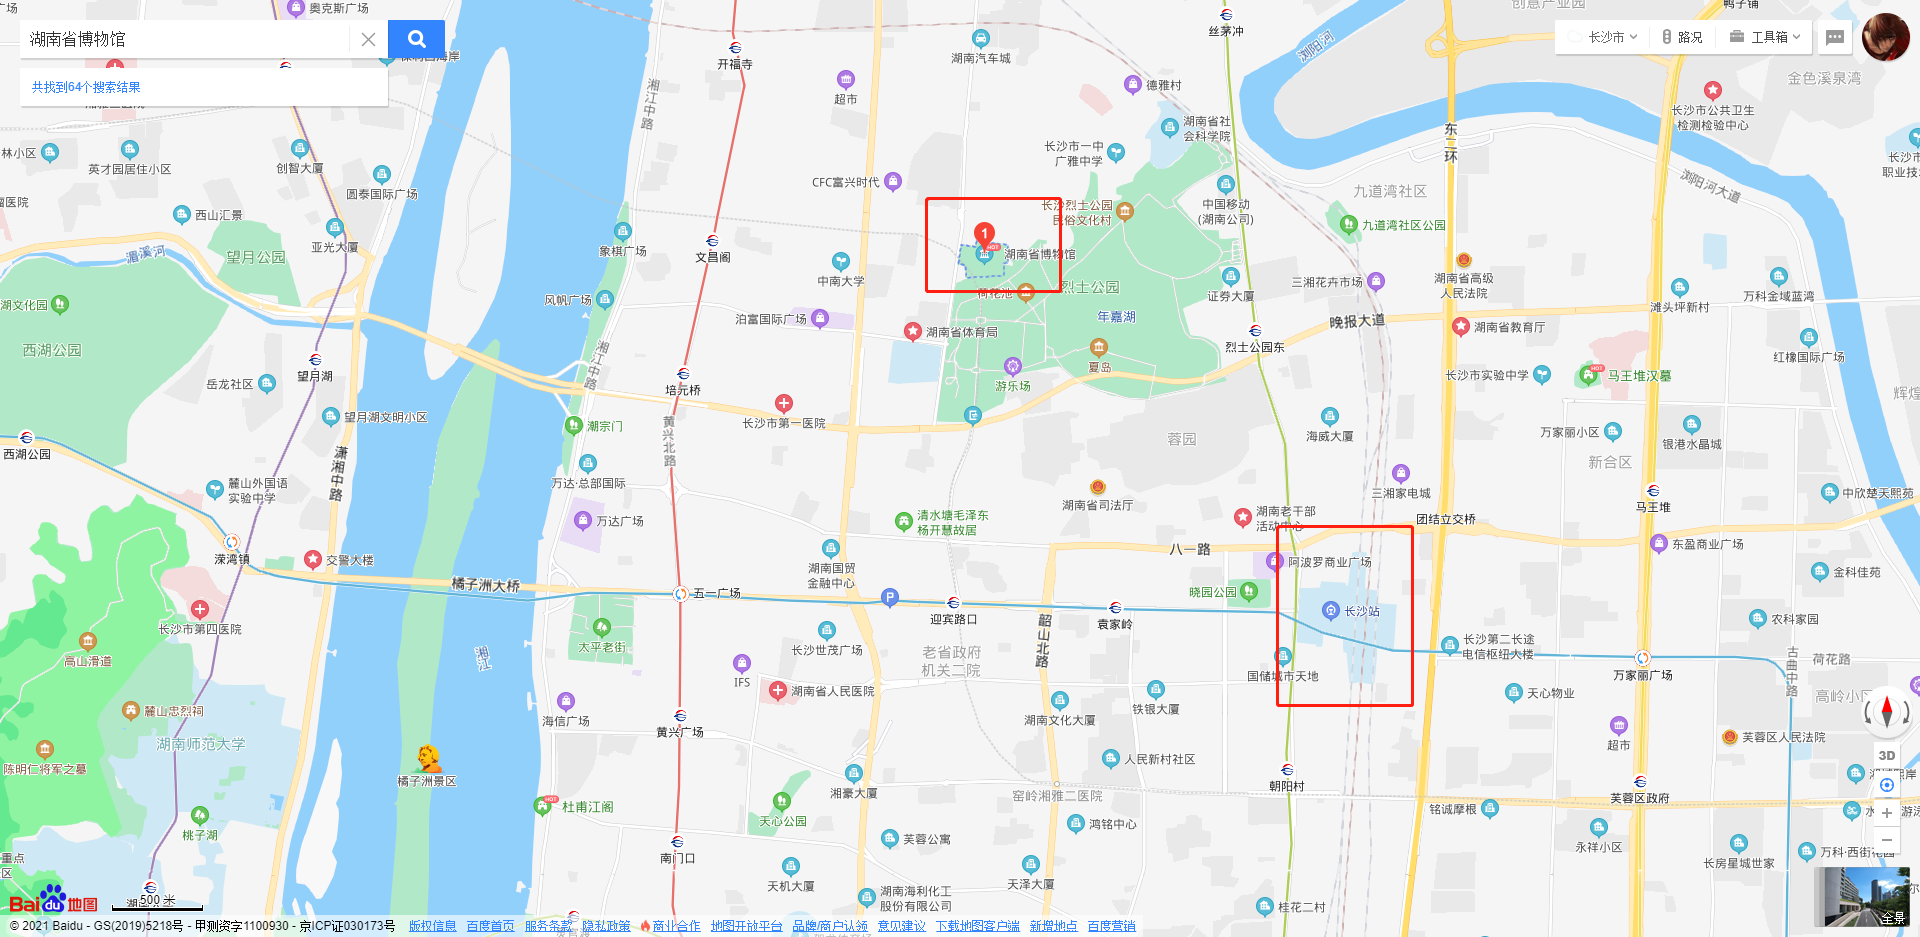 奥克斯广场
湖南省博物馆
共找到64个搜索结果
长沙市
路况
工具箱
开福寺
丝茅冲
湖南汽车城
超市
德雅村
湘江中路
浏阳河
东二环
金色溪泉湾
长沙市公共卫生
检测检验中心
湖南省社
会科学院
长沙市一中
广雅中学
林小区
英才园居住小区
创智大厦
圆泰国际广场
CFC富兴时代
中国移动
(湖南公司)
九道湾社区
九道湾社区公园
浏阳河大道
西山汇景
亚光大厦
望月公园
湄溪河
象棋广场
文昌阁
中南大学
长沙烈士公园
民俗文化村
1
湖南省博物馆
荷花池
烈士公园
年嘉湖
证券大厦
三湘花卉市场
湖南省高级
人民法院
滩头坪新村
万科金域蓝湾
湖文化园
西湖公园
风帆广场
泊富国际广场
湖南省体育局
烈士公园东
晚报大道
湖南省教育厅
红橡国际广场
望月湖
岳龙社区
湘江中路
培元桥
夏岛
游乐场
长沙市实验中学
马王堆汉墓
望月湖文明小区
潮宗门
黄兴北路
长沙市第一医院
蓉园
海威大厦
万家丽小区
银港水晶城
新合区
西湖公园
潇湘中路
麓山外国语
实验中学
万达·总部国际
万达广场
湖南省司法厅
三湘家电城
马王堆
中欣楚天熙苑
清水塘毛泽东
杨开慧故居
湖南老干部
活动中心
团结立交桥
八一路
阿波罗商业广场
东盈商业广场
金科佳苑
溁湾镇
交警大楼
橘子洲大桥
五一广场
湖南国贸
金融中心
迎宾路口
袁家岭
晓园公园
长沙站
农科家园
长沙市第四医院
太平老街
长沙世茂广场
韶山北路
老省政府
机关二院
长沙第二长途
电信枢纽大楼
万家丽广场
古曲中路
荷花路
高岭小区
高山滑道
湘江
IFS
湖南省人民医院
国储城市天地
天心物业
麓山忠烈祠
湖南师范大学
海信广场
黄兴广场
湖南文化大厦
铁银大厦
超市
芙蓉区人民法院
陈明仁将军之墓
橘子洲景区
人民新村社区
朝阳村
3D
湘豪大厦
窑岭湘雅二医院
芙蓉区政府
桃子湖
杜甫江阁
天心公园
芙蓉公寓
鸿铭中心
铭诚摩根
永祥小区
长房星城世家
万科·西街花园
南门口
天机大厦
天泽大厦
湖南海利化工
股份有限公司
桂花二村
全景
Bai du 地图
500 米
© 2021 Baidu - GS(2019)5218号 - 甲测资字1100930 - 京ICP证030173号 版权信息 百度首页 服务条款 隐私政策 商业合作 地图开放平台 品牌/商户认领 意见建议 下载地图客户端 新增地点 百度营销